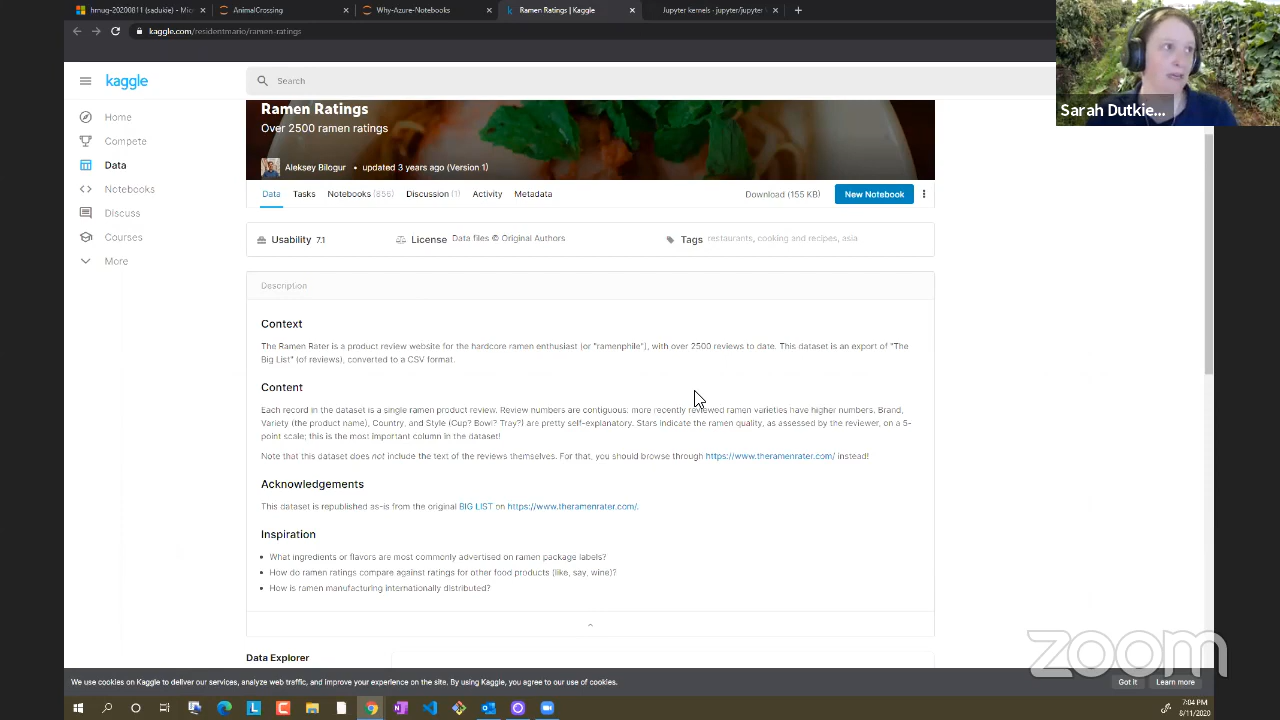 hmug-20200811 (sadukie) - Mic
AnimalCrossing
Why-Azure-Notebooks
Ramen Ratings | Kaggle
Jupyter kernels · jupyter/jupyter
kaggle.com/residentmario/ramen-ratings
kaggle
Search
Home
Compete
Data
Notebooks
Discuss
Courses
More
Ramen Ratings
Over 2500 ramen ratings
Aleksey Bilogur • updated 3 years ago (Version 1)
Data Tasks Notebooks (856) Discussion (1) Activity Metadata Download (155 KB) New Notebook
Usability 7.1 License Data files © Original Authors Tags restaurants, cooking and recipes, asia
Description
Context
The Ramen Rater is a product review website for the hardcore ramen enthusiast (or "ramenphile"), with over 2500 reviews to date. This dataset is an export of "The
Big List" (of reviews), converted to a CSV format.
Content
Each record in the dataset is a single ramen product review. Review numbers are contiguous: more recently reviewed ramen varieties have higher numbers. Brand,
Variety (the product name), Country, and Style (Cup? Bowl? Tray?) are pretty self-explanatory. Stars indicate the ramen quality, as assessed by the reviewer, on a 5-
point scale; this is the most important column in the dataset!
Note that this dataset does not include the text of the reviews themselves. For that, you should browse through https://www.theramenrater.com/ instead!
Acknowledgements
This dataset is republished as-is from the original BIG LIST on https://www.theramenrater.com/.
Inspiration
• What ingredients or flavors are most commonly advertised on ramen package labels?
• How do ramen ratings compare against ratings for other food products (like, say, wine)?
• How is ramen manufacturing internationally distributed?
Data Explorer
We use cookies on Kaggle to deliver our services, analyze web traffic, and improve your experience on the site. By using Kaggle, you agree to our use of cookies.
Got it
Learn more
Sarah Dutkie...
zoom
7:04 PM
8/11/2020